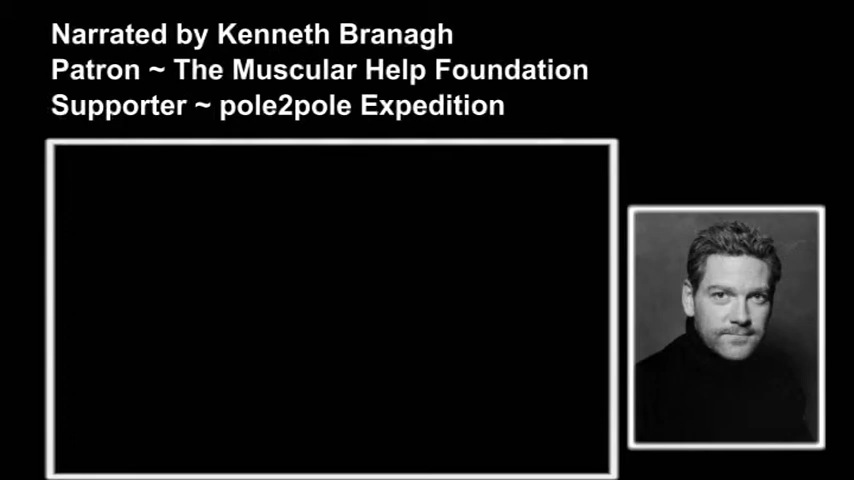 Narrated by Kenneth Branagh
Patron ~ The Muscular Help Foundation
Supporter ~ pole2pole Expedition